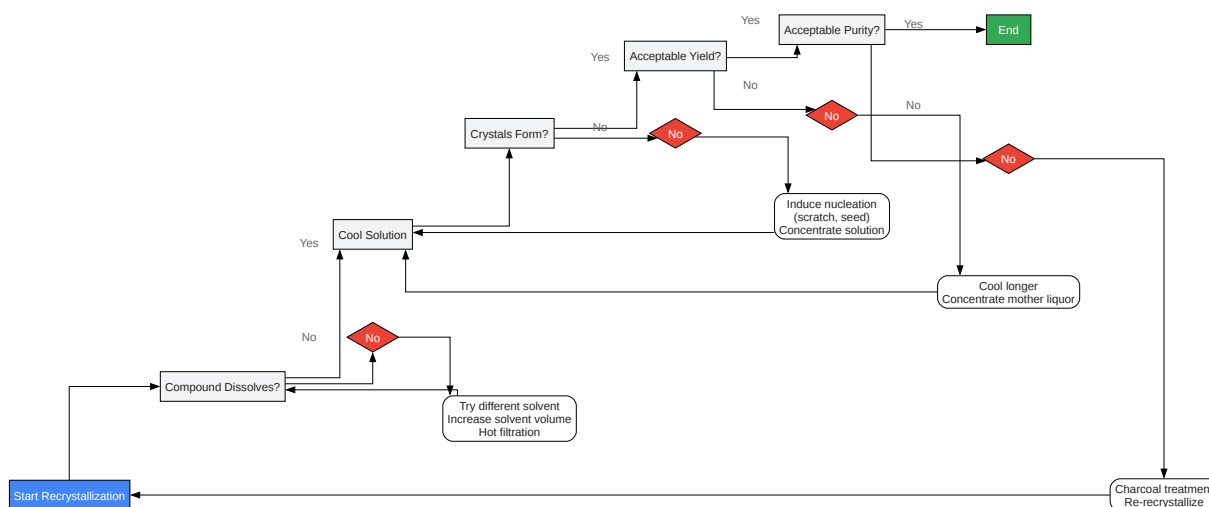 Yes
Acceptable Purity?
Yes
End
Yes
Acceptable Yield?
No
No
No
Crystals Form?
No
No
No
Induce nucleation
(scratch, seed)
Concentrate solution
Yes
Cool Solution
Cool longer
Concentrate mother liquor
No
No
Compound Dissolves?
Try different solvent
Increase solvent volume
Hot filtration
Start Recrystallization
Charcoal treatmen
Re-recrystallize